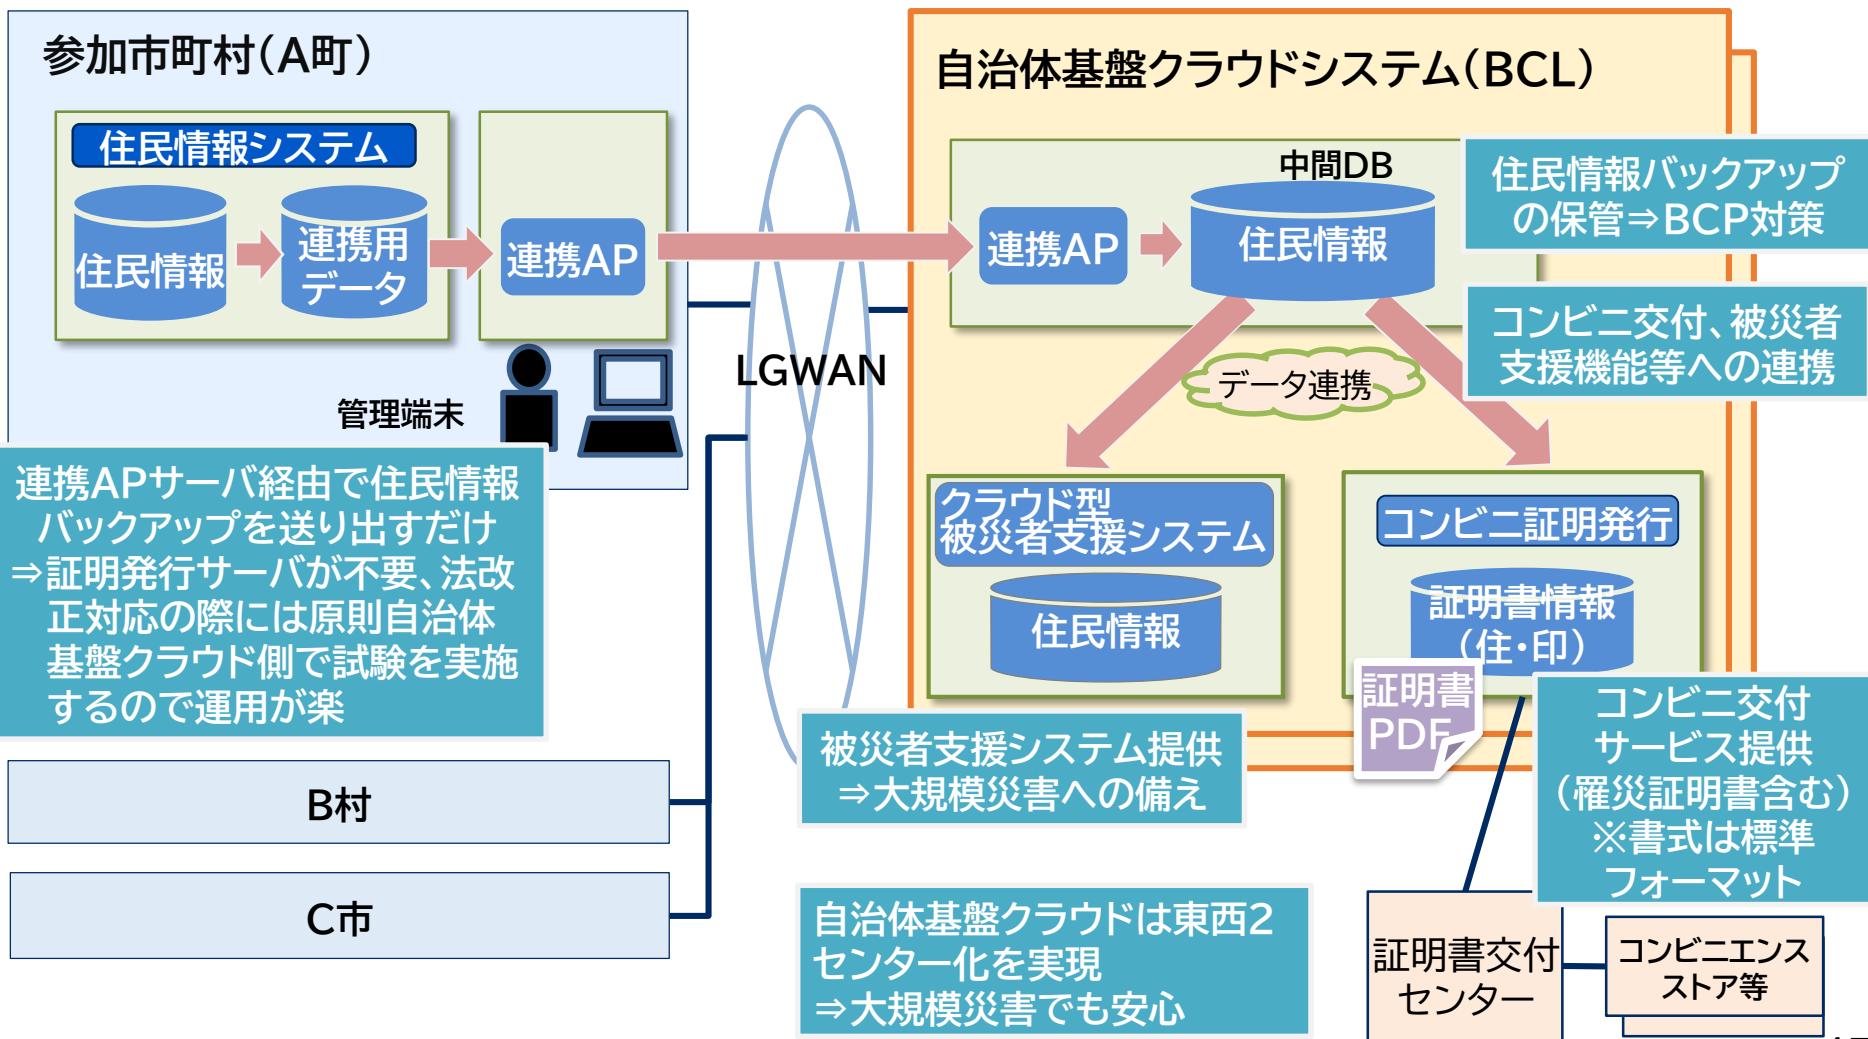 参加市町村（A町）
住民情報システム
住民情報
連携用
データ
連携AP
管理端末
連携APサーバ経由で住民情報
バックアップを送り出すだけ
⇒証明発行サーバが不要、法改
正対応の際には原則自治体
基盤クラウド側で試験を実施
するので運用が楽
B村
C市
LGWAN
自治体基盤クラウドシステム（BCL）
中間DB
連携AP
住民情報
住民情報バックアップ
の保管⇒BCP対策
コンビニ交付、被災者
支援機能等への連携
データ連携
クラウド型
被災者支援システム
住民情報
コンビニ証明発行
証明書情報
（住・印）
証明書
PDF
被災者支援システム提供
⇒大規模災害への備え
コンビニ交付
サービス提供
（罹災証明書含む）
※書式は標準
フォーマット
自治体基盤クラウドは東西2
センター化を実現
⇒大規模災害でも安心
証明書交付
センター
コンビニエンス
ストア等